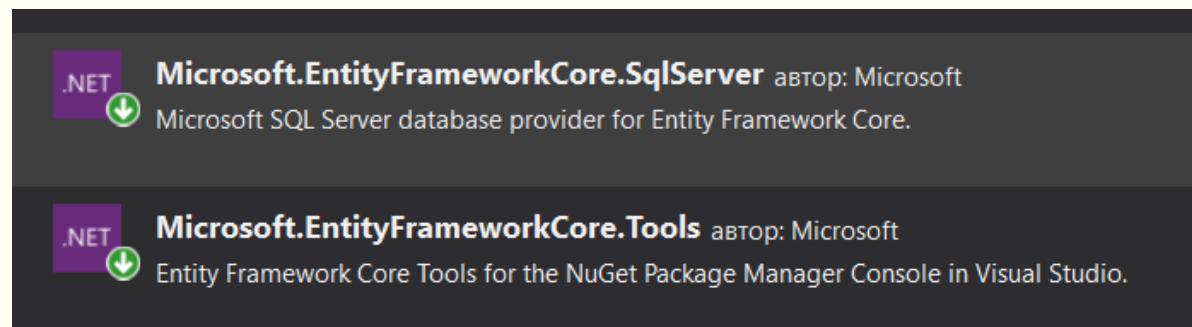 .NET
Microsoft.EntityFrameworkCore.SqlServer автор: Microsoft
Microsoft SQL Server database provider for Entity Framework Core.
.NET
Microsoft.EntityFrameworkCore.Tools автор: Microsoft
Entity Framework Core Tools for the NuGet Package Manager Console in Visual Studio.